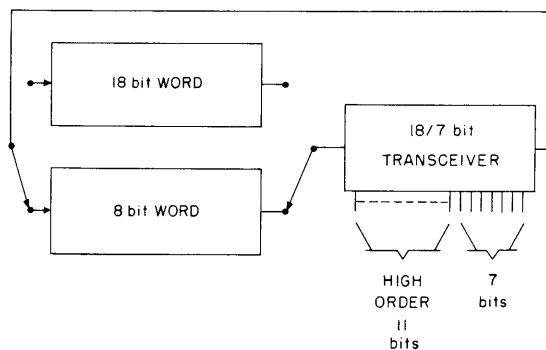 18 bit WORD
18/7 bit
TRANSCEIVER
8 bit WORD
HIGH
ORDER
11
bits
7
bits